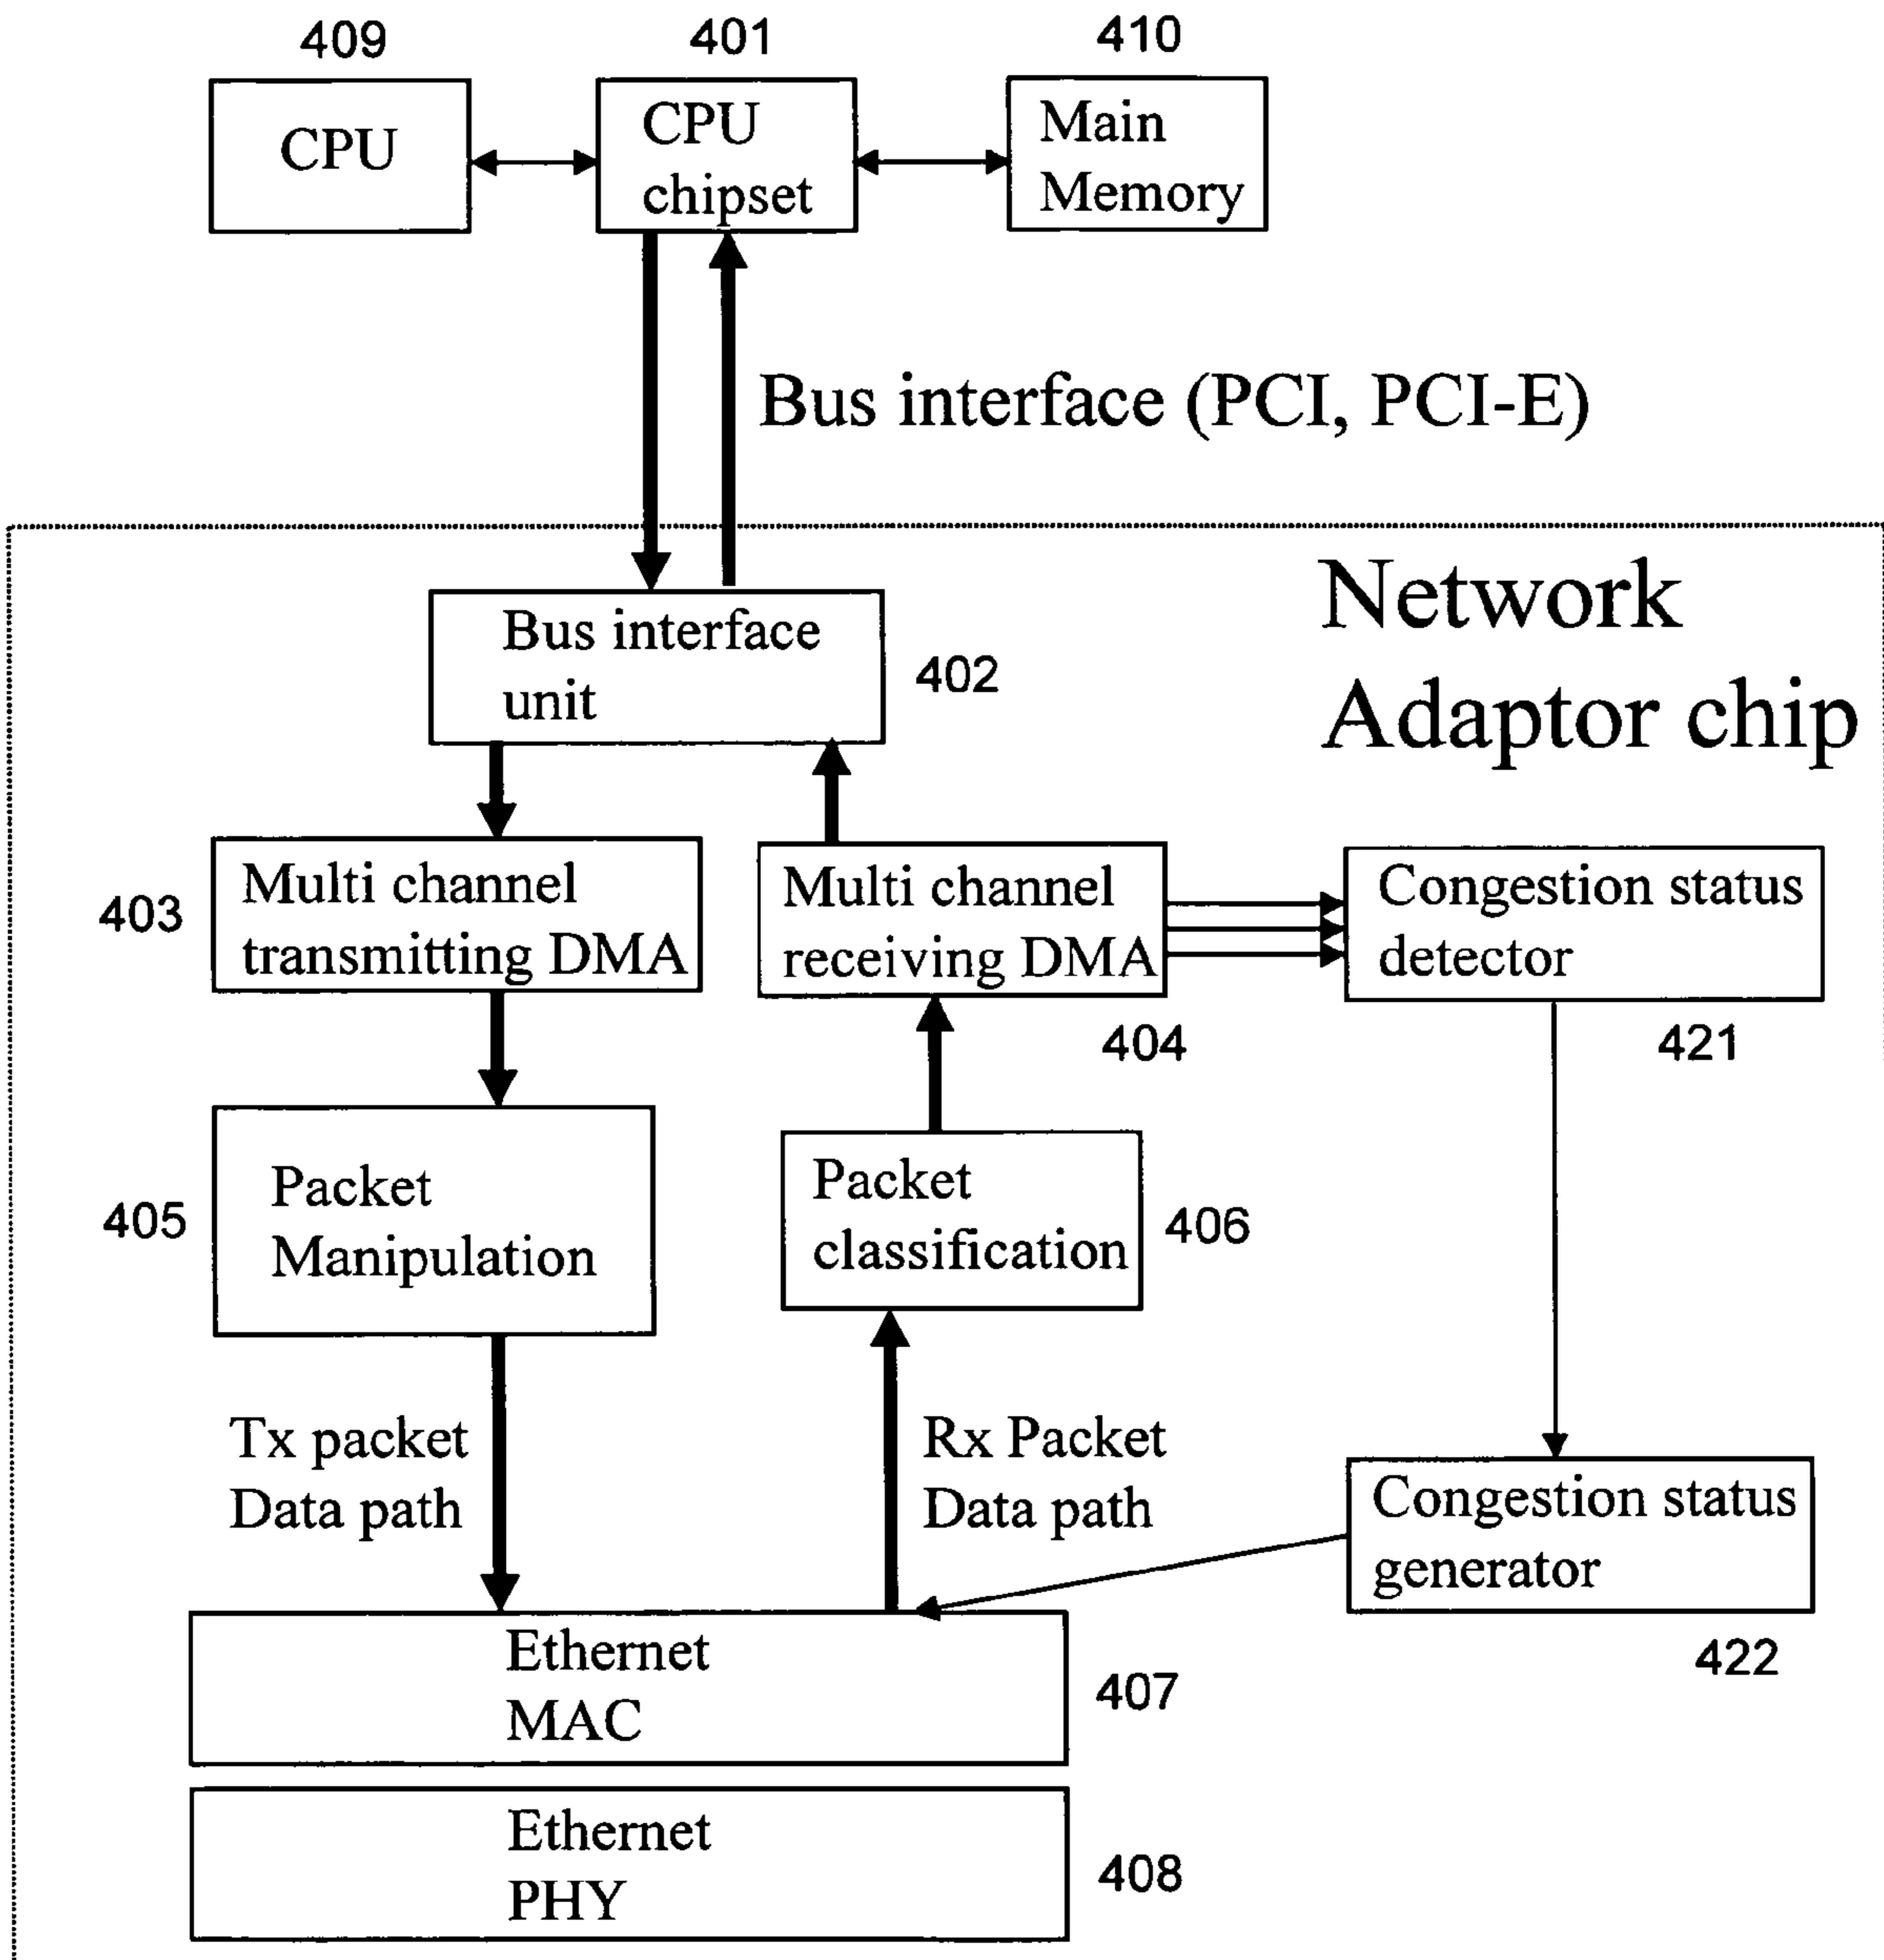 409
401
410
CPU
CPU
chipset
Main
Memory
Bus interface (PCI, PCI-E)
Network
Adaptor chip
Bus interface
unit
402
403
Multi channel
transmitting DMA
Multi channel
receiving DMA
404
Congestion status
detector
421
405
Packet
Manipulation
Packet
classification
406
Tx packet
Data path
Rx Packet
Data path
Congestion status
generator
422
Ethernet
MAC
407
Ethernet
PHY
408